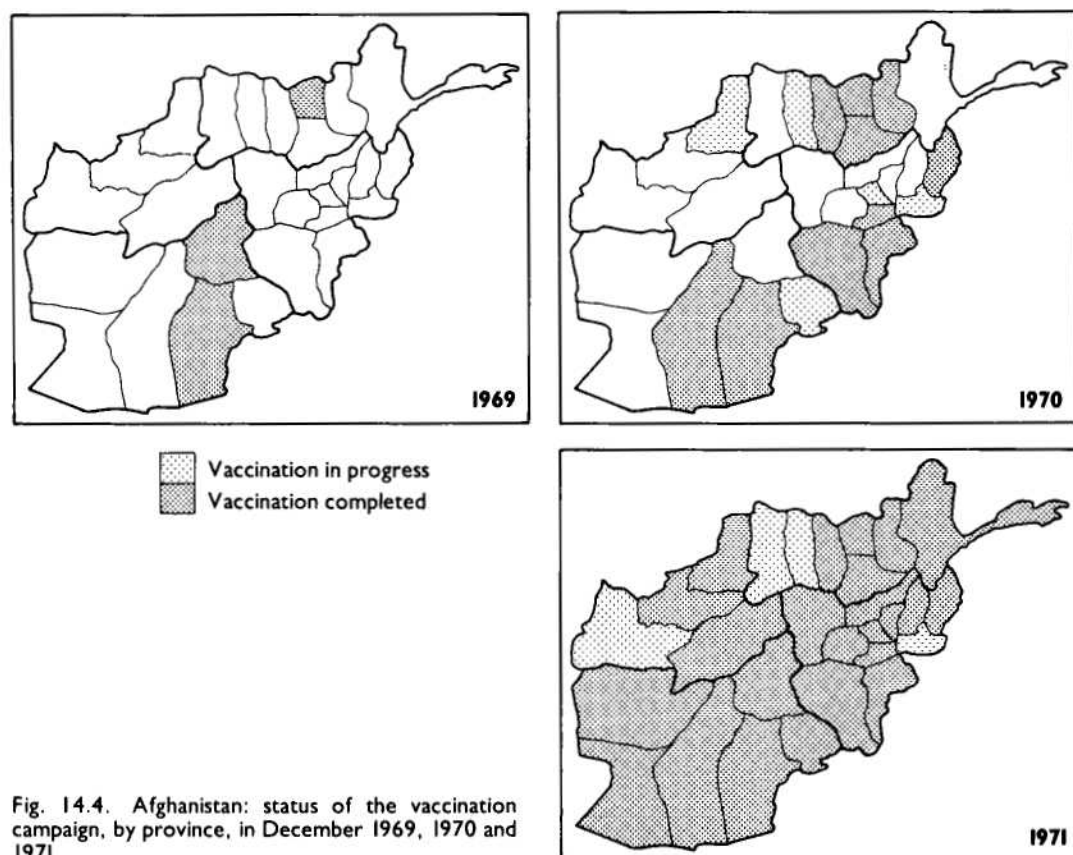 1969
1970
Vaccination in progress
Vaccination completed
1971
Fig. 14.4. Afghanistan: status of the vaccination
campaign, by province, in December 1969, 1970 and
1971